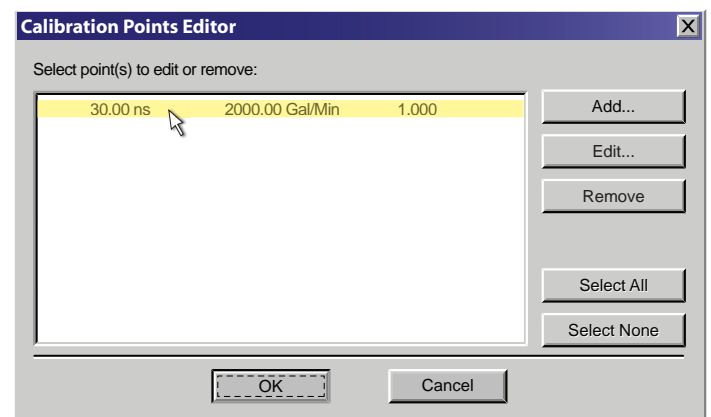 Calibration Points Editor
X
Select point(s) to edit or remove:
30.00 ns 2000.00 Gal/Min 1.000
Add...
Edit...
Remove
Select All
Select None
OK
Cancel